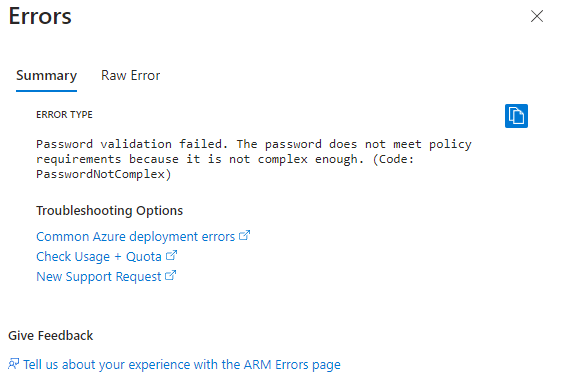 Errors
Summary Raw Error
ERROR TYPE
Password validation failed. The password does not meet policy
requirements because it is not complex enough. (Code:
PasswordNotComplex)
Troubleshooting Options
Common Azure deployment errors
Check Usage + Quota
New Support Request
Give Feedback
Tell us about your experience with the ARM Errors page